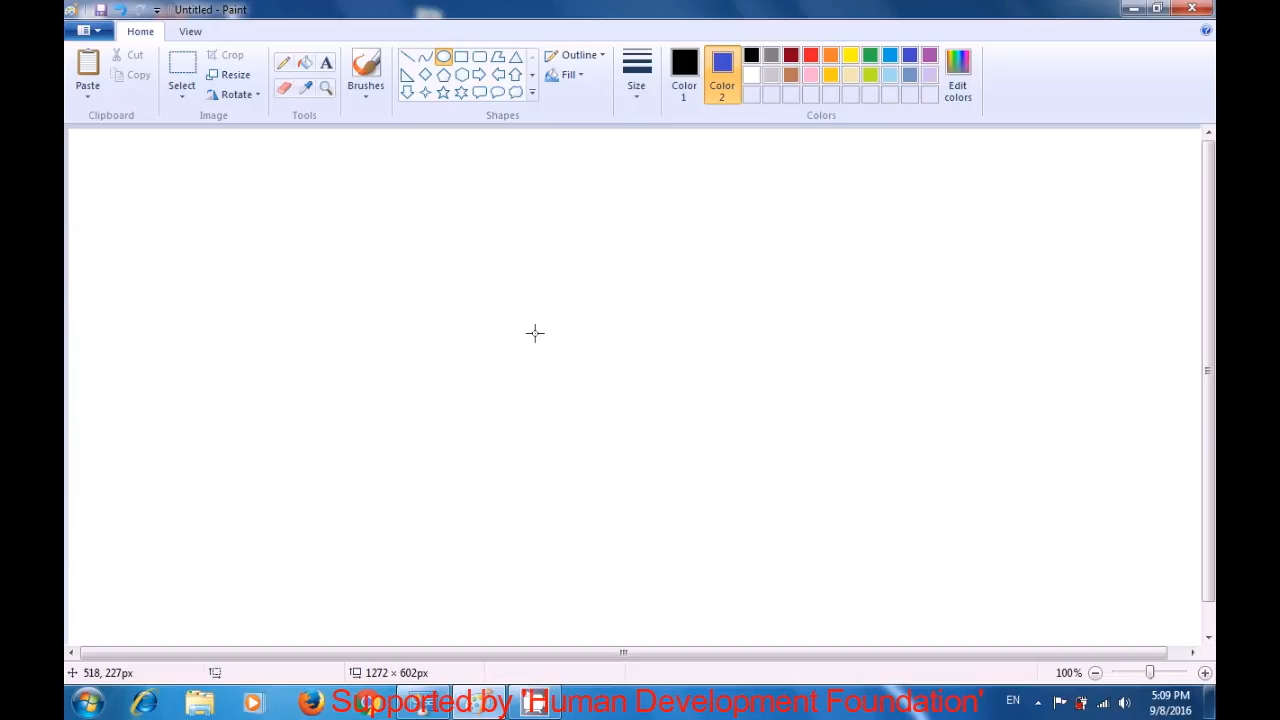 Untitled - Paint
Home
View
Paste
Cut
Copy
Clipboard
Select
Crop
Resize
Rotate
Image
A
Tools
Brushes
Outline
Fill
Shapes
Size
Color 1
Color 2
Edit colors
Colors
518, 227px
1272 × 602px
100%
EN
5:09 PM
9/8/2016
Supported by 'Human Development Foundation'